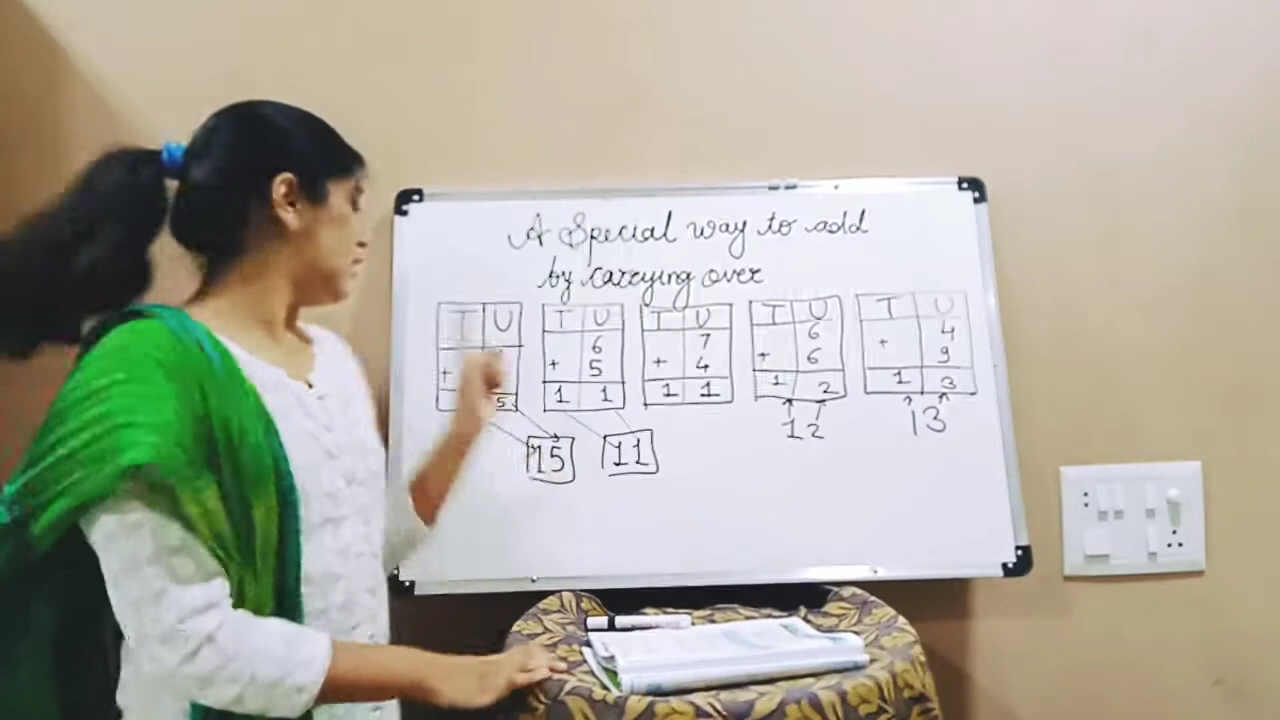 A Special way to add
by carrying over
T U T U T U T U T U
6 7 6 4
+ + 5 + 4 + 6 + 9
5 1 1 1 1 1 2 1 3
15 11 12 13